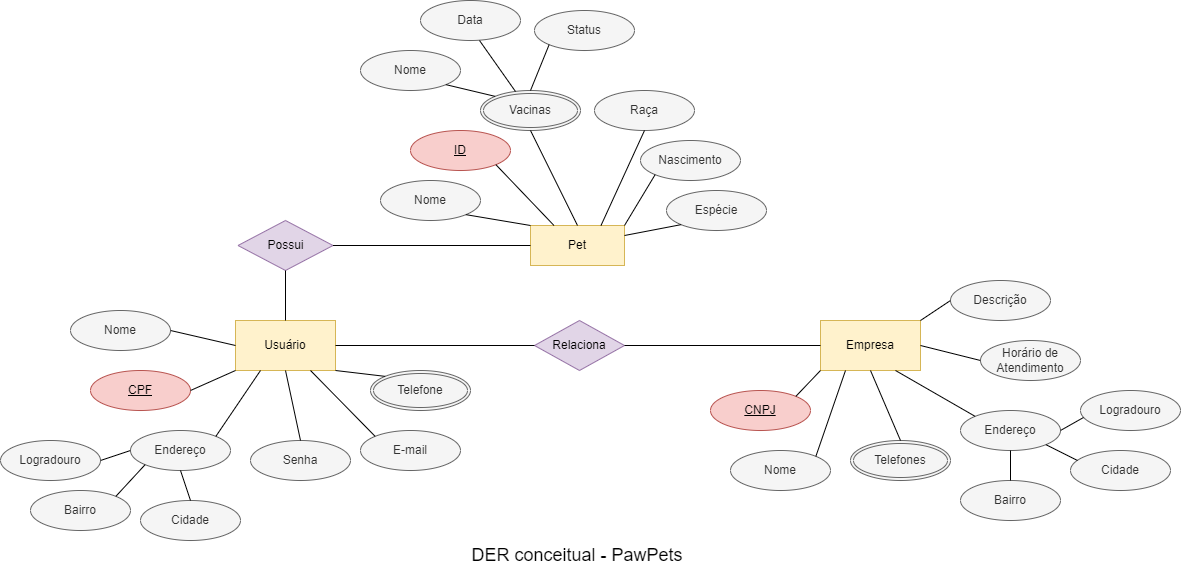 Data
Status
Nome
Vacinas
Raça
ID
Nascimento
Nome
Espécie
Possui
Pet
Descrição
Nome
Usuário
Relaciona
Empresa
Horário de
Atendimento
CPF
Telefone
CNPJ
Logradouro
Endereço
Senha
E-mail
Nome
Telefones
Endereço
Cidade
Logradouro
Bairro
Cidade
Bairro
DER conceitual - PawPets